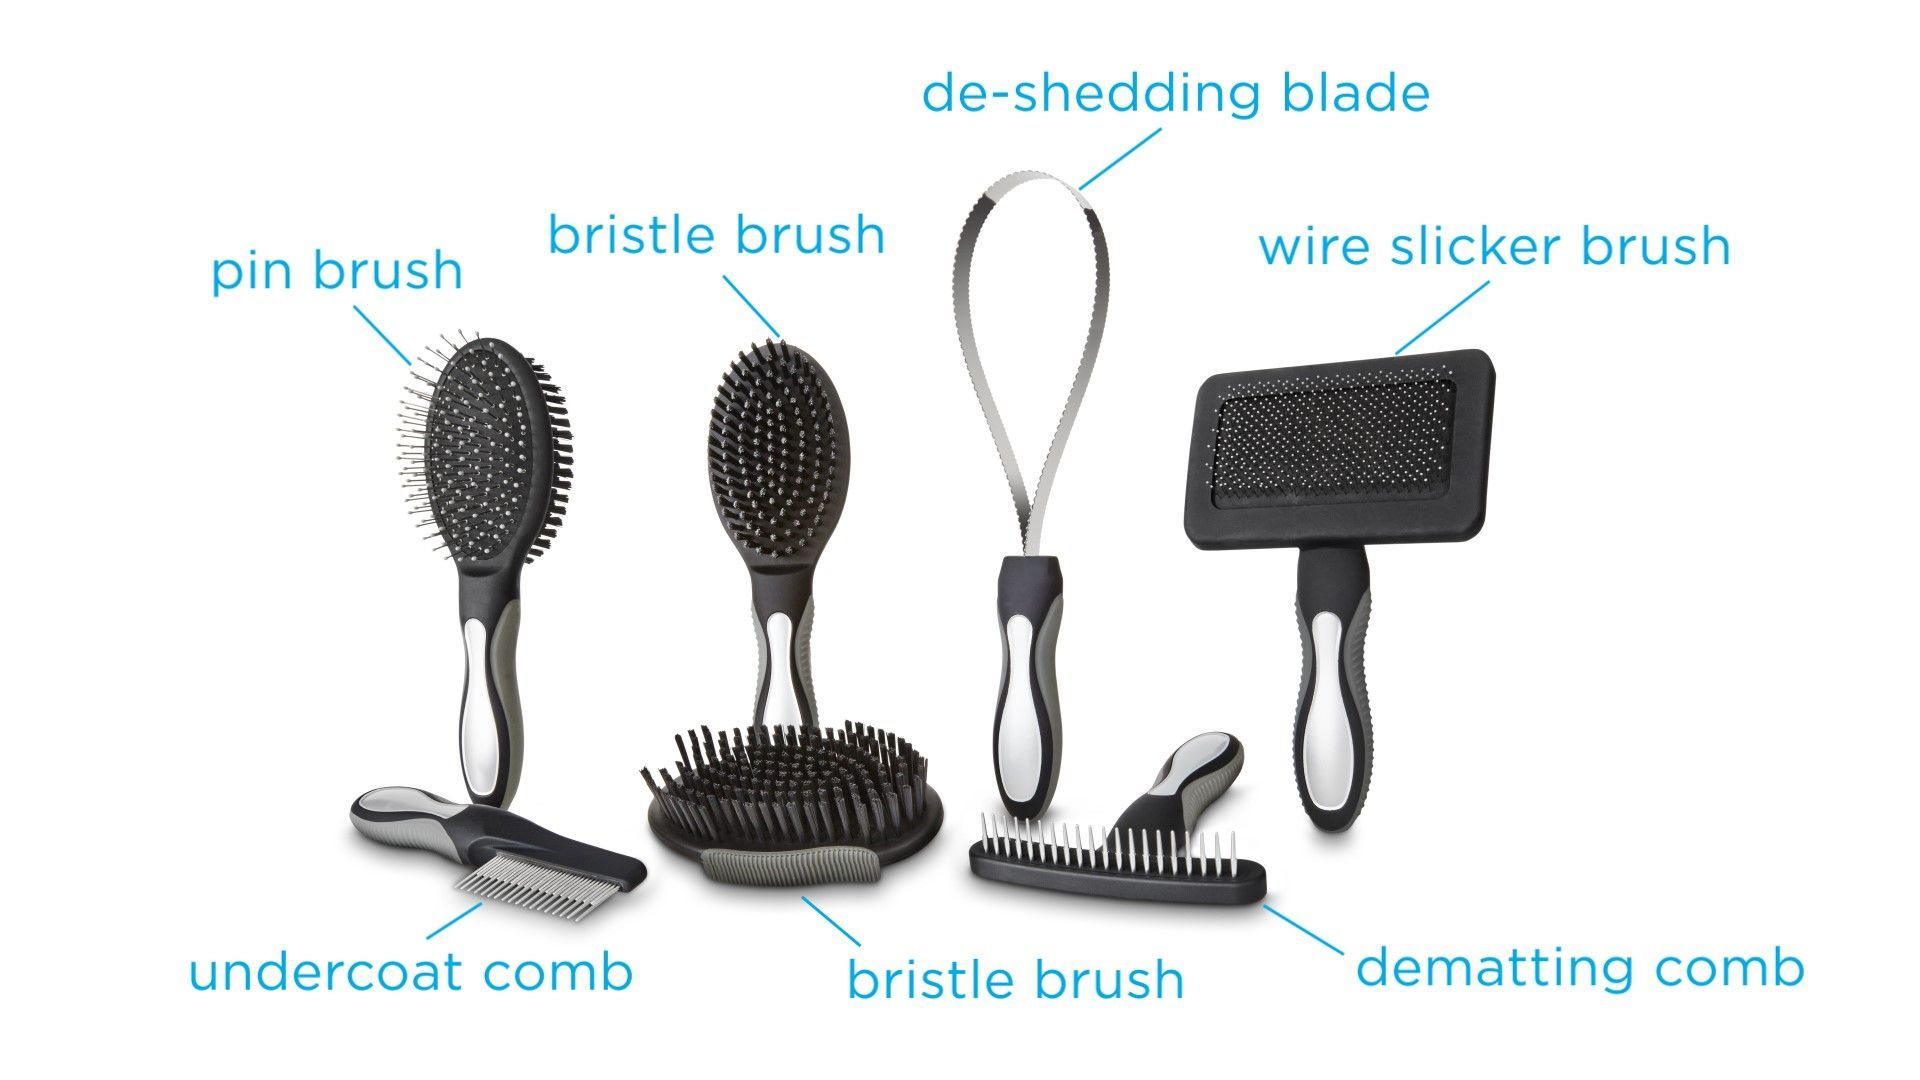 de-shedding blade
bristle brush
wire slicker brush
pin brush
undercoat comb
bristle brush
dematting comb